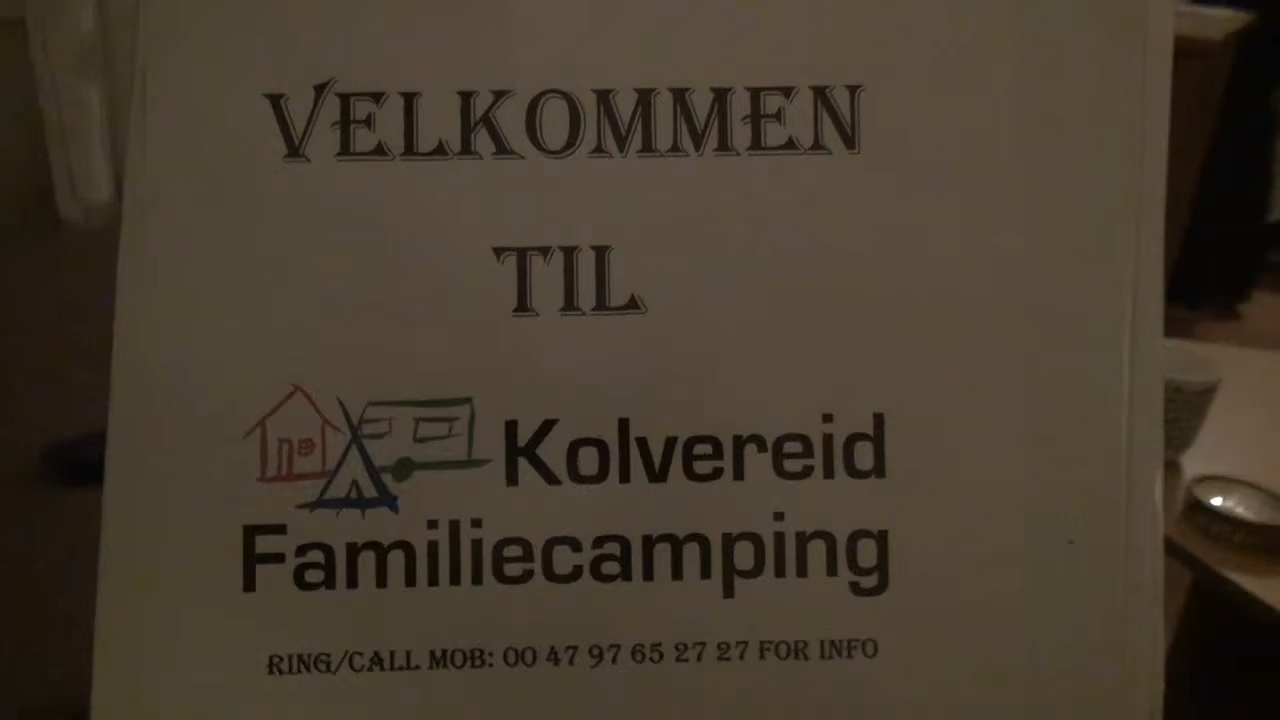 VELKOMMEN
TIL
Kolvereid
Familiecamping
RING/CALL MOB: 00 47 97 65 27 27 FOR INFO